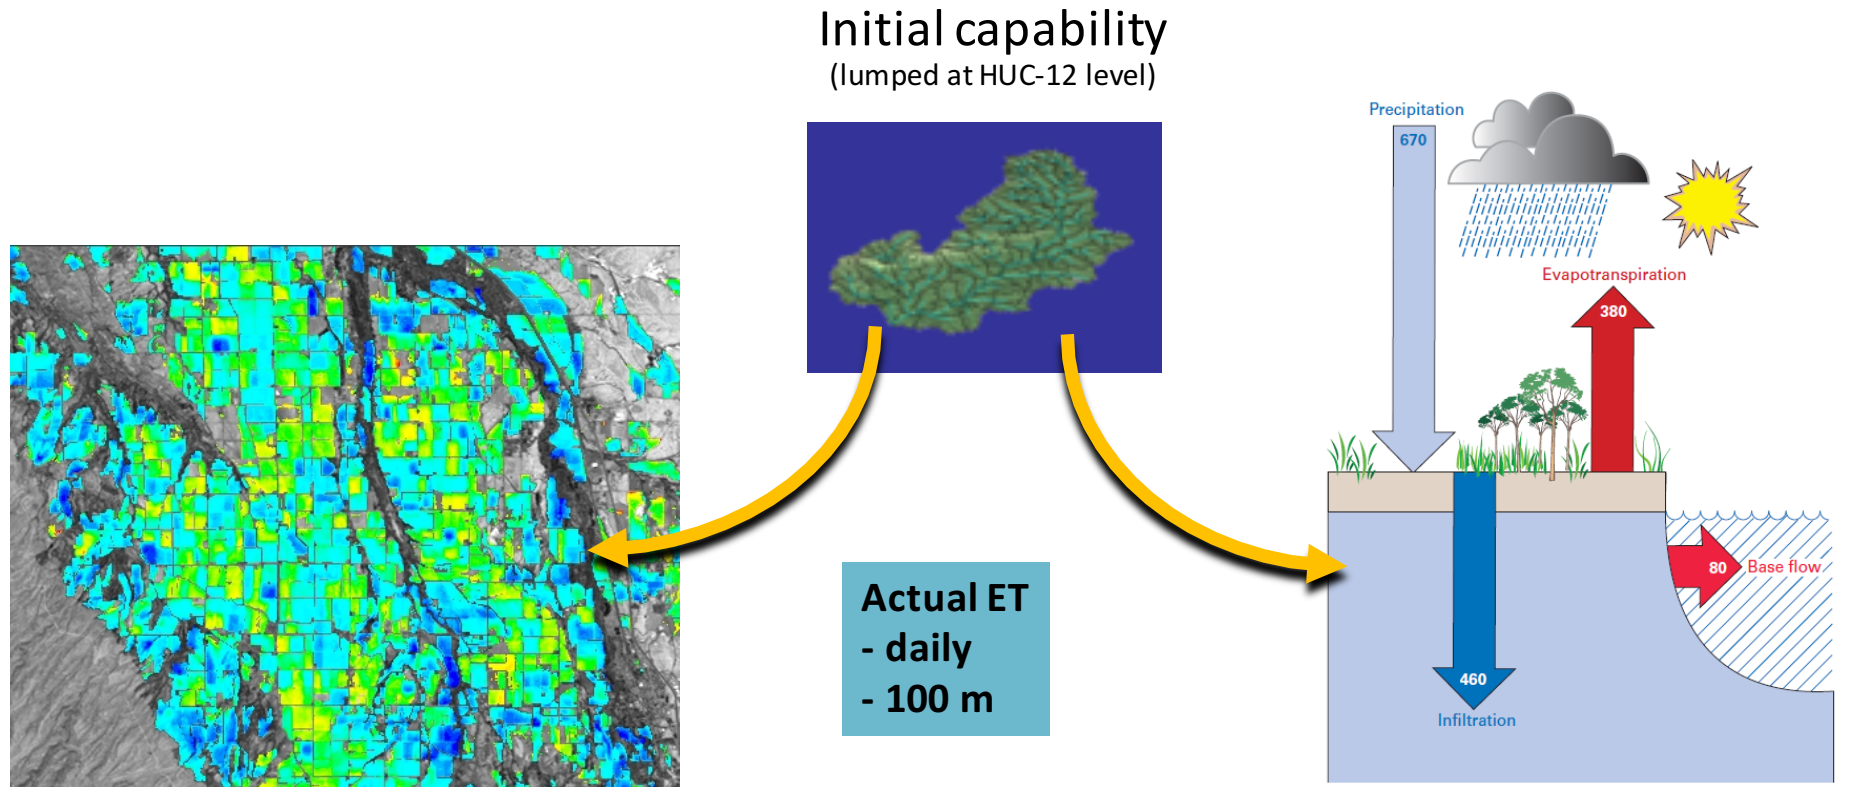 Initial capability
(lumped at HUC-12 level)
Precipitation
670
Evapotranspiration
380
Actual ET
- daily
- 100 m
80
Base flow
460
Infiltration